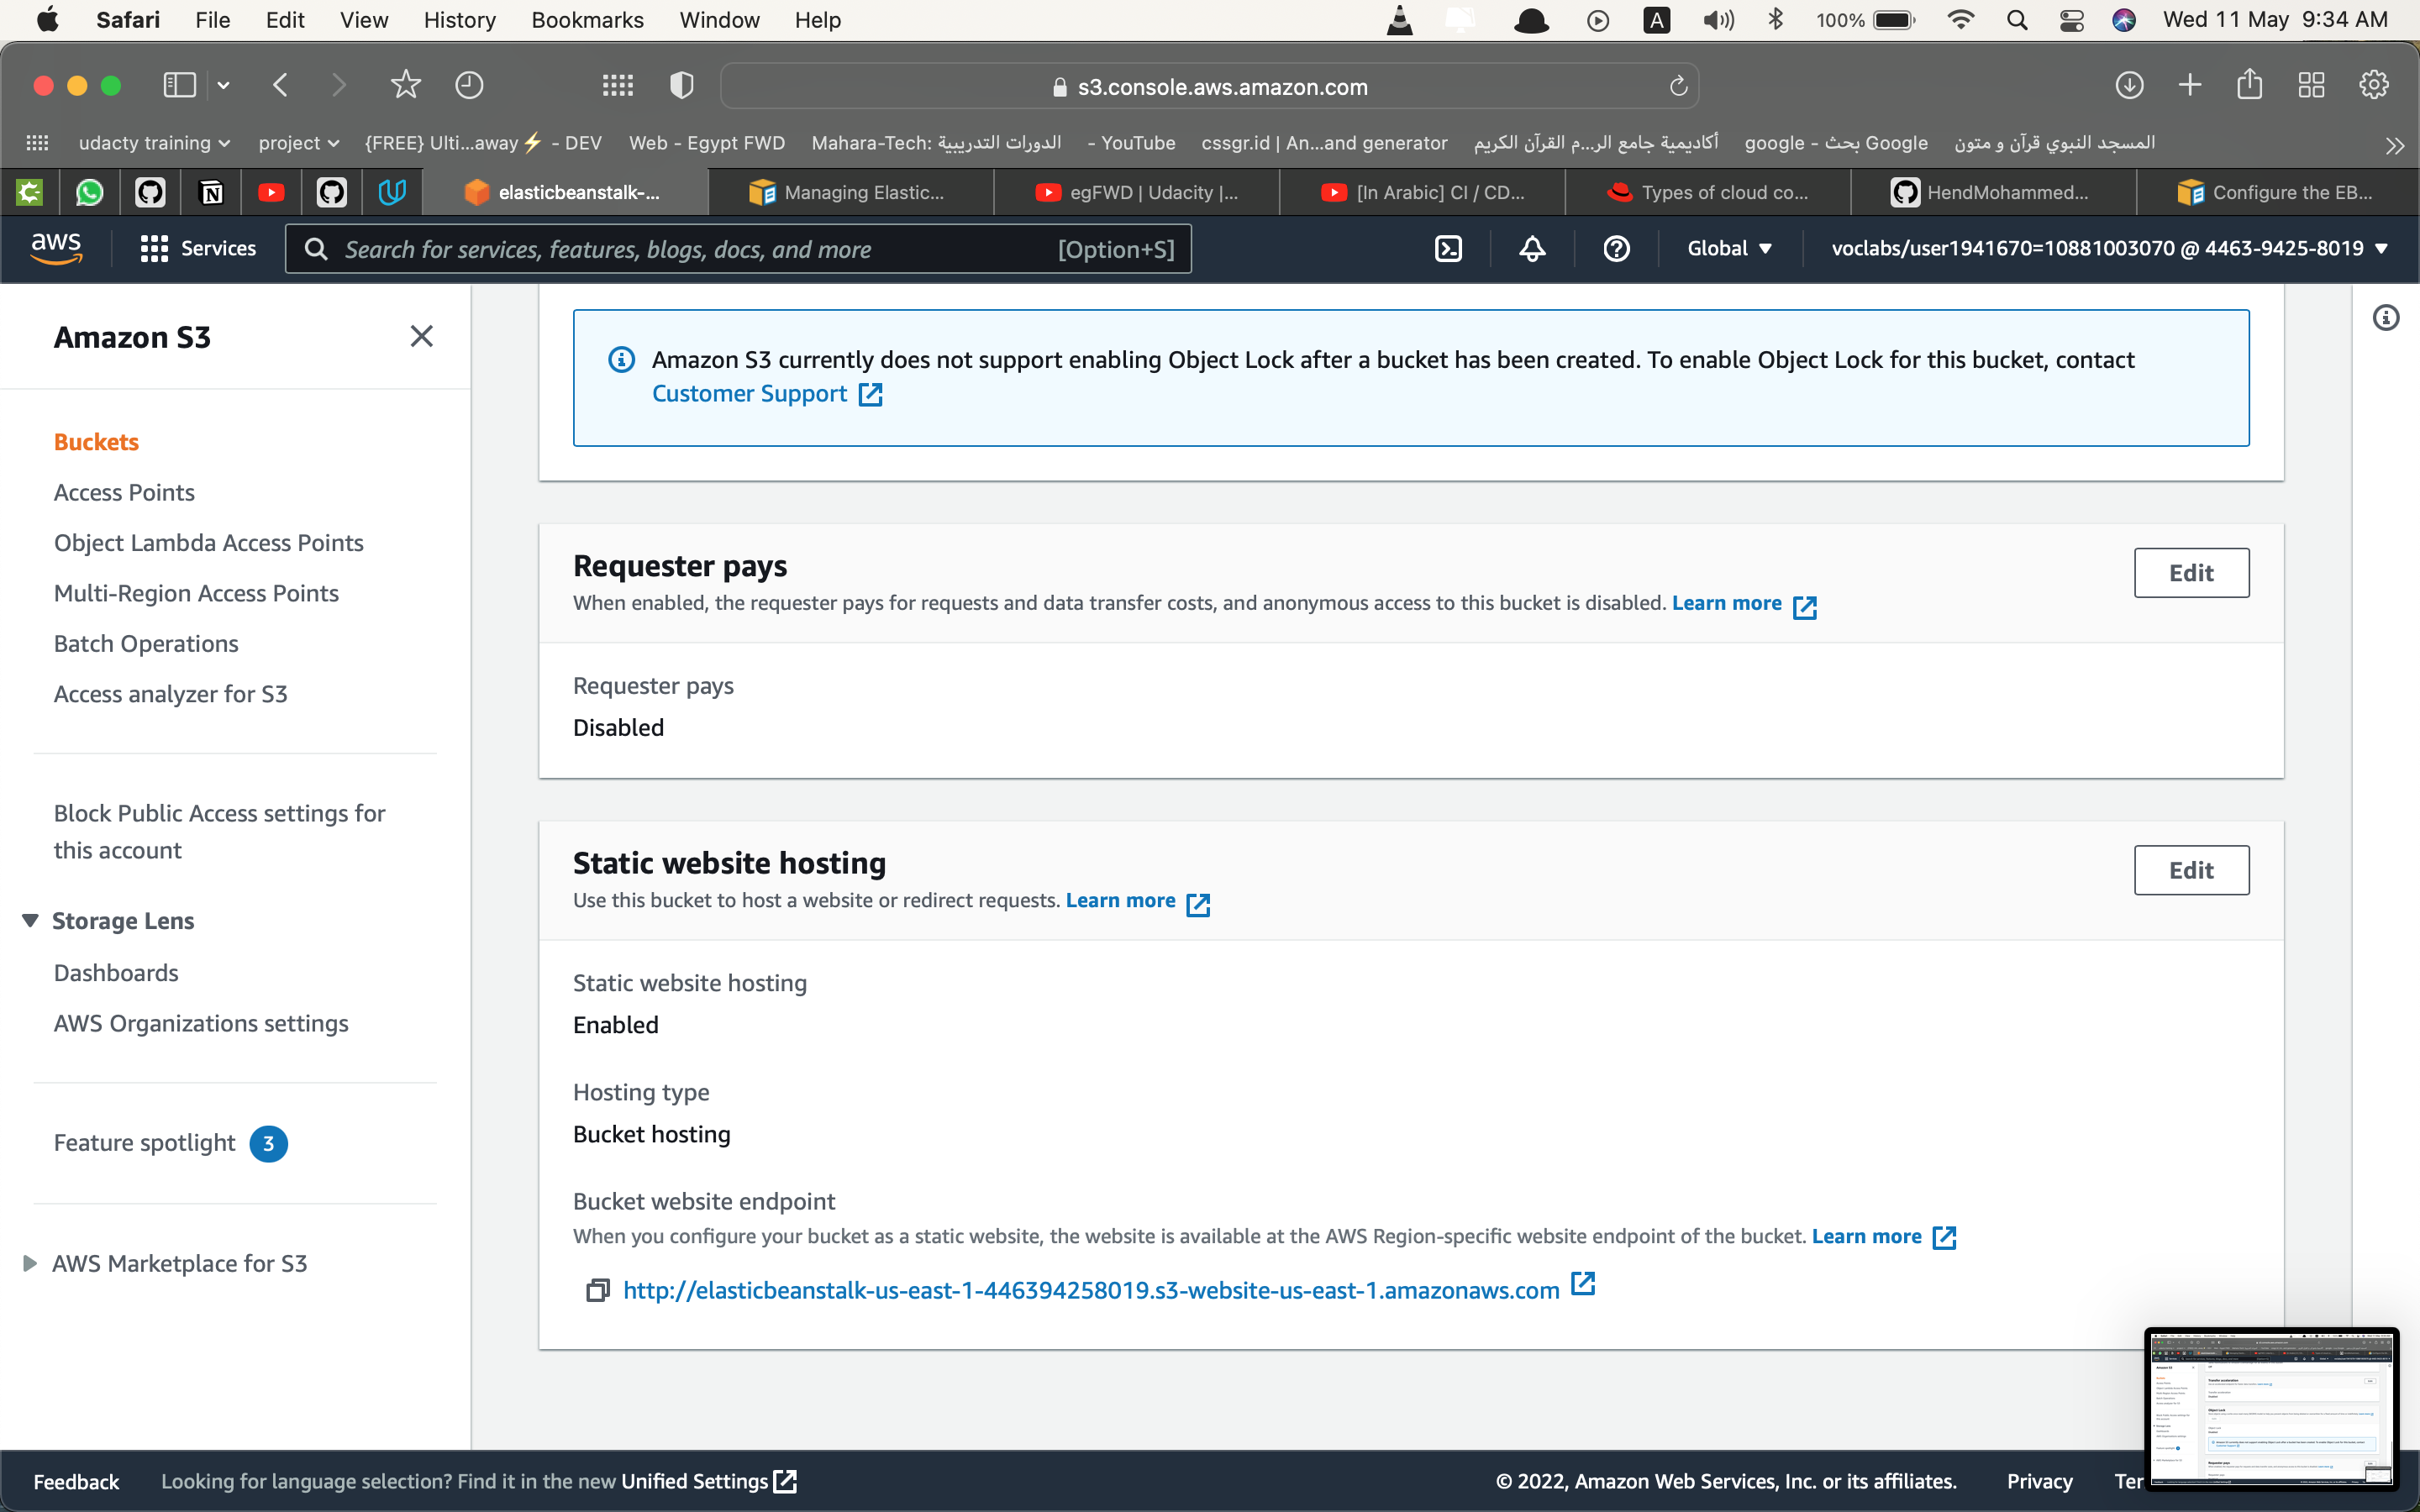 Safari File Edit View History Bookmarks Window Help A 100% Wed 11 May 9:34 AM
s3.console.aws.amazon.com
udacty training project {FREE} Ulti...away⚡ - DEV Web - Egypt FWD Mahara-Tech: الدورات التدريبية - YouTube cssgr.id | An...and generator أكاديمية جامع الر...م القرآن الكريم google - بحث Google المسجد النبوي قرآن و متون
elasticbeanstalk-... Managing Elastic... egFWD | Udacity |... [In Arabic] CI / CD... Types of cloud co... HendMohammed... Configure the EB...
aws Services Search for services, features, blogs, docs, and more [Option+S] Global voclabs/user1941670=10881003070 @ 4463-9425-8019
Amazon S3
Buckets
Access Points
Object Lambda Access Points
Multi-Region Access Points
Batch Operations
Access analyzer for S3
Block Public Access settings for
this account
Storage Lens
Dashboards
AWS Organizations settings
Feature spotlight 3
AWS Marketplace for S3
Amazon S3 currently does not support enabling Object Lock after a bucket has been created. To enable Object Lock for this bucket, contact
Customer Support
Requester pays
Edit
When enabled, the requester pays for requests and data transfer costs, and anonymous access to this bucket is disabled. Learn more
Requester pays
Disabled
Static website hosting
Edit
Use this bucket to host a website or redirect requests. Learn more
Static website hosting
Enabled
Hosting type
Bucket hosting
Bucket website endpoint
When you configure your bucket as a static website, the website is available at the AWS Region-specific website endpoint of the bucket. Learn more
http://elasticbeanstalk-us-east-1-446394258019.s3-website-us-east-1.amazonaws.com
Feedback Looking for language selection? Find it in the new Unified Settings © 2022, Amazon Web Services, Inc. or its affiliates. Privacy Ter